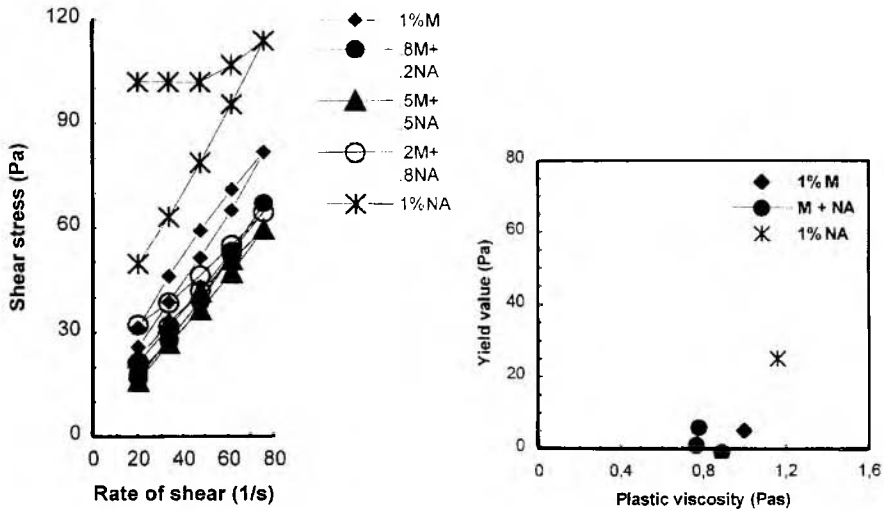 120
90
60
30
0
Shear stress (Pa)
0 20 40 60 80
Rate of shear (1/s)
1%M
.8M+
.2NA
.5M+
.5NA
.2M+
.8NA
1%NA
80
60
40
20
0
Yield value (Pa)
0 0,4 0,8 1,2 1,6
Plastic viscosity (Pas)
1% M
M + NA
1% NA